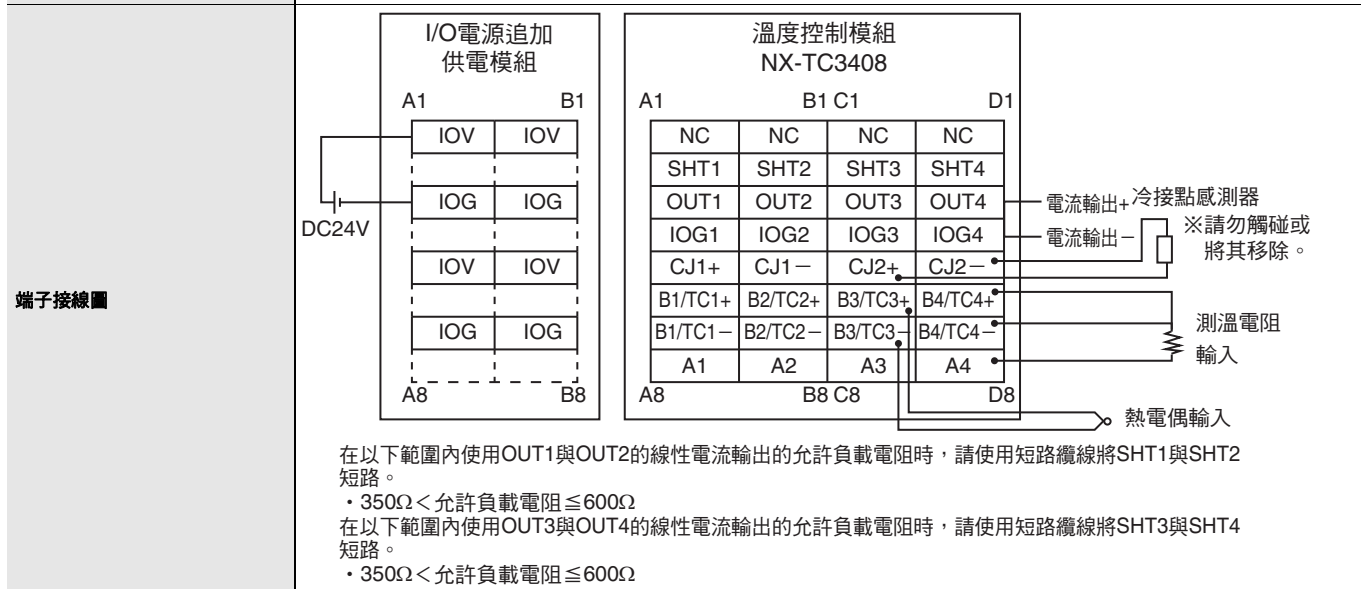 端子接線圖
I/O電源追加
供電模組
A1 B1
IOV IOV
IOG IOG
IOV IOV
IOG IOG
A8 B8
DC24V
溫度控制模組
NX-TC3408
A1 B1 C1 D1
NC NC NC NC
SHT1 SHT2 SHT3 SHT4
OUT1 OUT2 OUT3 OUT4
IOG1 IOG2 IOG3 IOG4
CJ1+ CJ1− CJ2+ CJ2−
B1/TC1+ B2/TC2+ B3/TC3+ B4/TC4+
B1/TC1− B2/TC2− B3/TC3− B4/TC4−
A1 A2 A3 A4
A8 B8 C8 D8
電流輸出+
電流輸出−
冷接點感測器
※請勿觸碰或
將其移除。
測溫電阻
輸入
熱電偶輸入
在以下範圍內使用OUT1與OUT2的線性電流輸出的允許負載電阻時，請使用短路纜線將SHT1與SHT2
短路。
・350Ω＜允許負載電阻≦600Ω
在以下範圍內使用OUT3與OUT4的線性電流輸出的允許負載電阻時，請使用短路纜線將SHT3與SHT4
短路。
・350Ω＜允許負載電阻≦600Ω